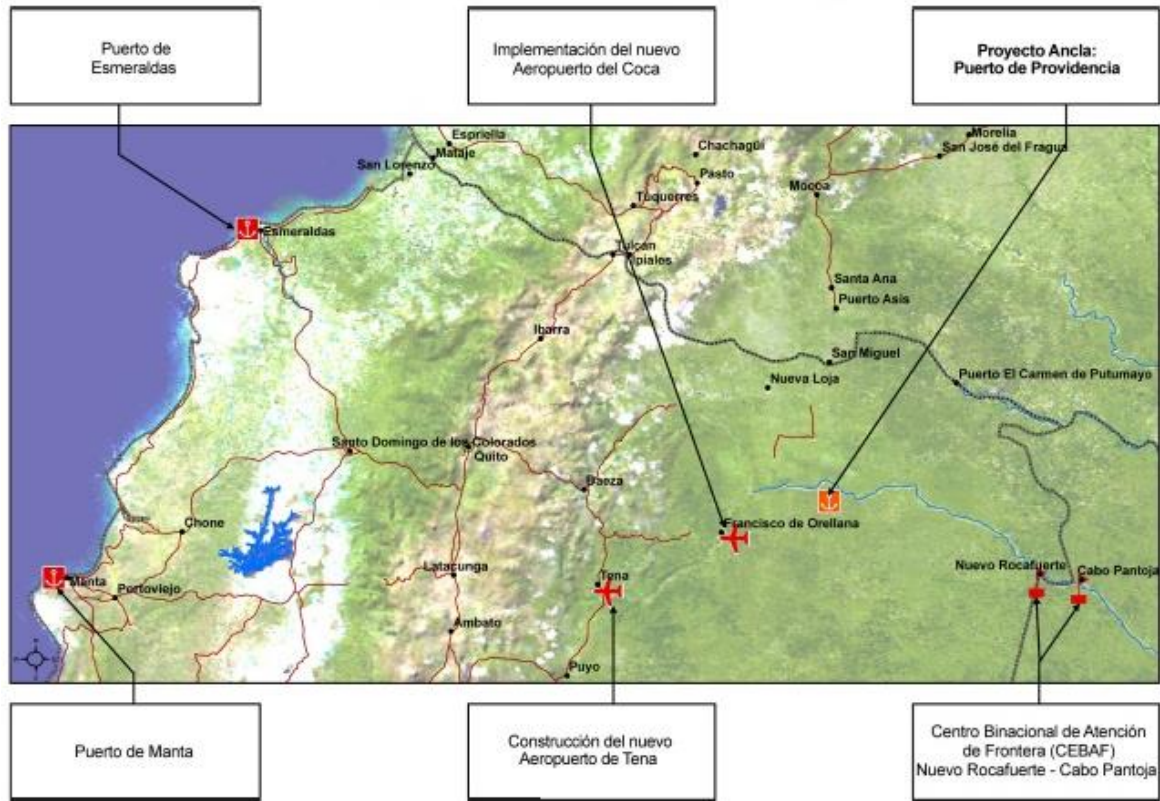 Puerto de
Esmeraldas
Implementación del nuevo
Aeropuerto del Coca
Proyecto Ancla:
Puerto de Providencia
Espriella
Mataje
San Lorenzo
Chachagüi
Pasto
Tuquerres
Morelia
San José del Fragua
Mocoa
Esmeraldas
Tulcan
Ipiales
Santa Ana
Puerto Asis
Ibarra
San Miguel
Nueva Loja
Puerto El Carmen de Putumayo
Santo Domingo de los Colorados
Quito
Baeza
Chone
Francisco de Orellana
Manta
Portoviejo
Latacunga
Tena
Nuevo Rocafuerte
Cabo Pantoja
Ambato
Puyo
Puerto de Manta
Construcción del nuevo
Aeropuerto de Tena
Centro Binacional de Atención
de Frontera (CEBAF)
Nuevo Rocafuerte - Cabo Pantoja